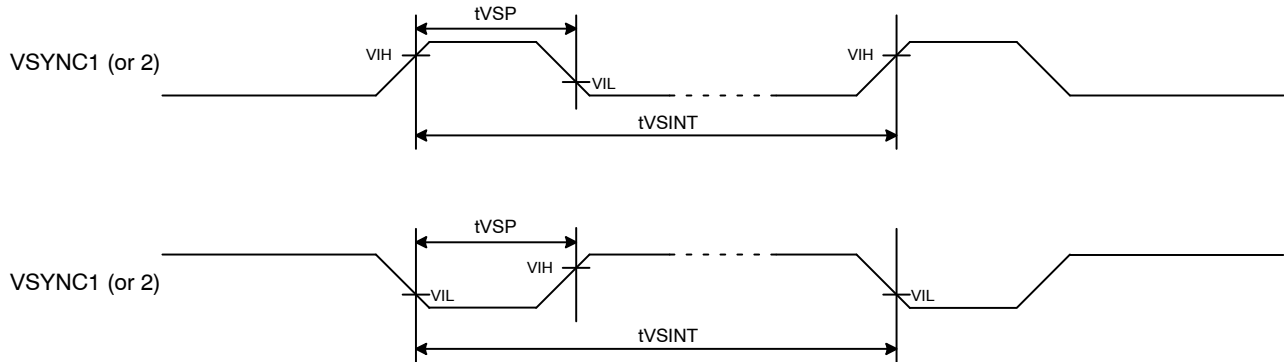 tVSP
VSYNC1 (or 2)
VIH
VIL
VIH
tVSINT
tVSP
VSYNC1 (or 2)
VIH
VIL
VIL
tVSINT